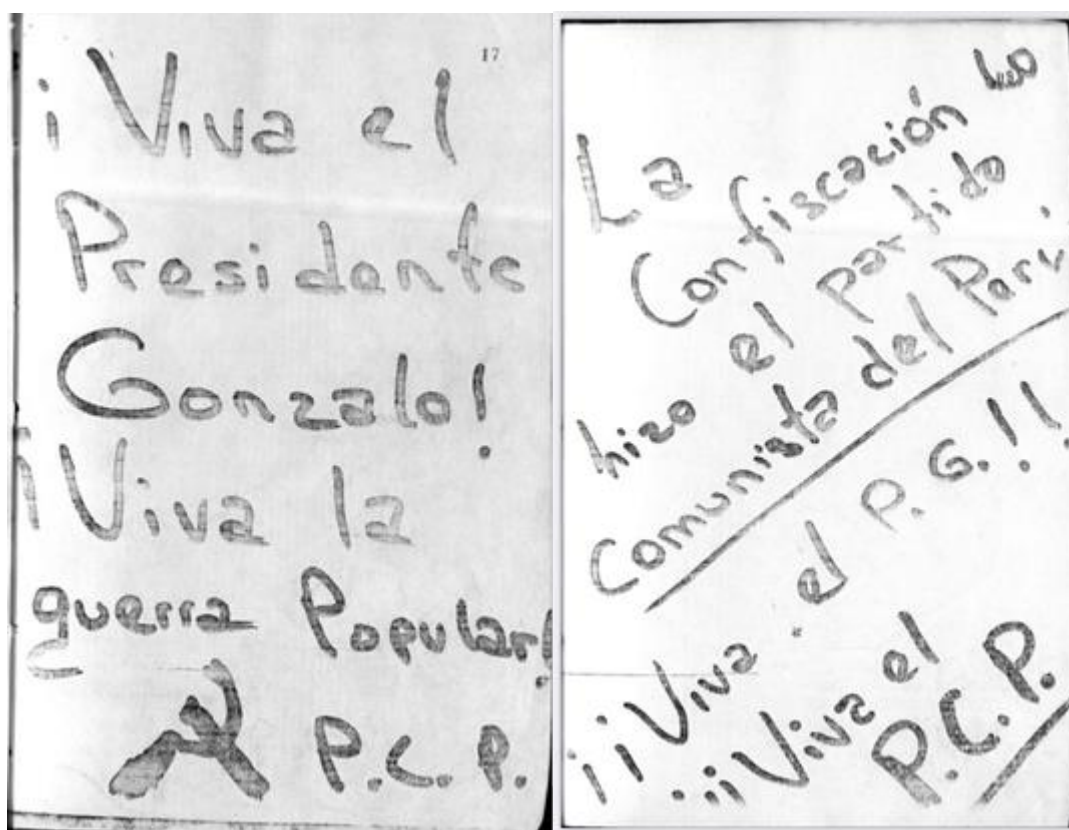 17
¡Viva el
Presidente
Gonzalo!
¡Viva la
guerra Popular!
P.C.P.
La
Confiscación lo
hizo el Partido
Comunista del Perú.
¡¡Viva el P.G.!!
¡¡¡Viva el
P.C.P.